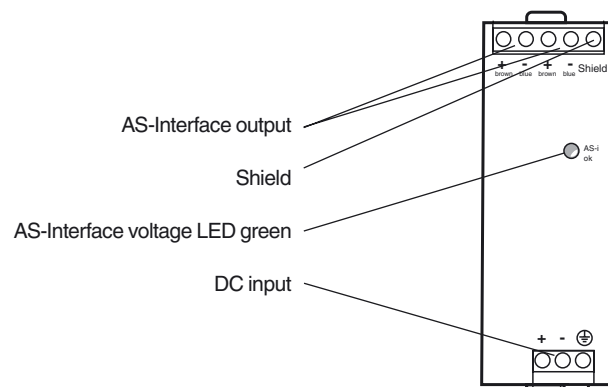 + - + - Shield
brown blue brown blue
AS-Interface output
AS-i
ok
Shield
AS-Interface voltage LED green
DC input
+ -